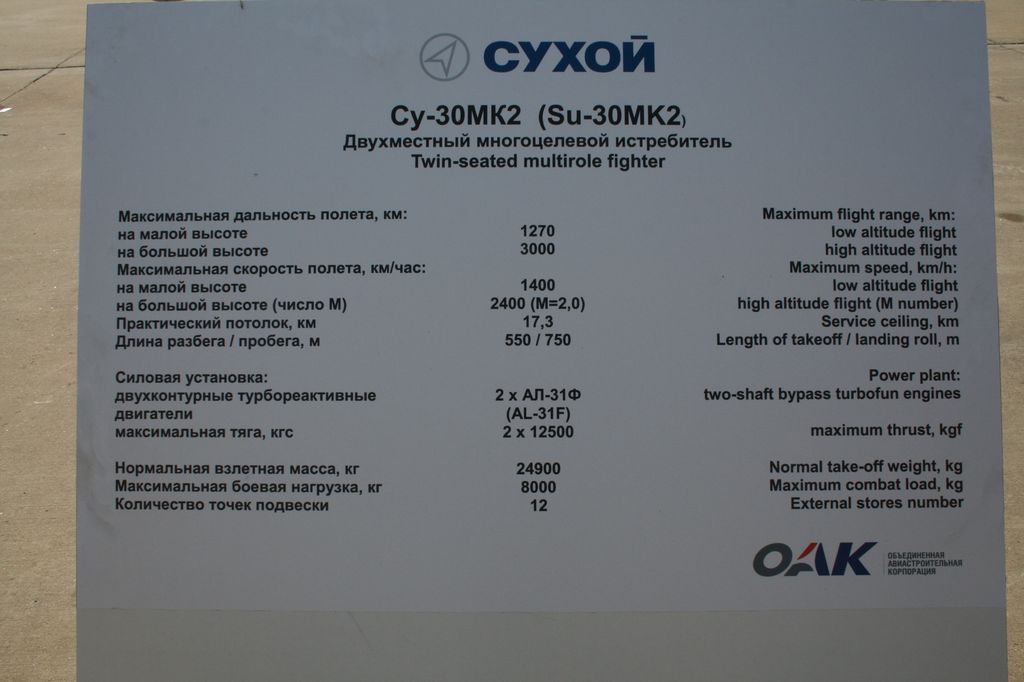 СУХОЙ
Су-30МК2 (Su-30MK2)
Двухместный многоцелевой истребитель
Twin-seated multirole fighter
Максимальная дальность полета, км: Maximum flight range, km:
на малой высоте 1270 low altitude flight
на большой высоте 3000 high altitude flight
Максимальная скорость полета, км/час: Maximum speed, km/h:
на малой высоте 1400 low altitude flight
на большой высоте (число М) 2400 (М=2,0) high altitude flight (M number)
Практический потолок, км 17,3 Service ceiling, km
Длина разбега / пробега, м 550 / 750 Length of takeoff / landing roll, m
Силовая установка: Power plant:
двухконтурные турбореактивные 2 x АЛ-31Ф two-shaft bypass turbofun engines
двигатели (AL-31F)
максимальная тяга, кгс 2 x 12500 maximum thrust, kgf
Нормальная взлетная масса, кг 24900 Normal take-off weight, kg
Максимальная боевая нагрузка, кг 8000 Maximum combat load, kg
Количество точек подвески 12 External stores number
ОАК
ОБЪЕДИНЕННАЯ
АВИАСТРОИТЕЛЬНАЯ
КОРПОРАЦИЯ